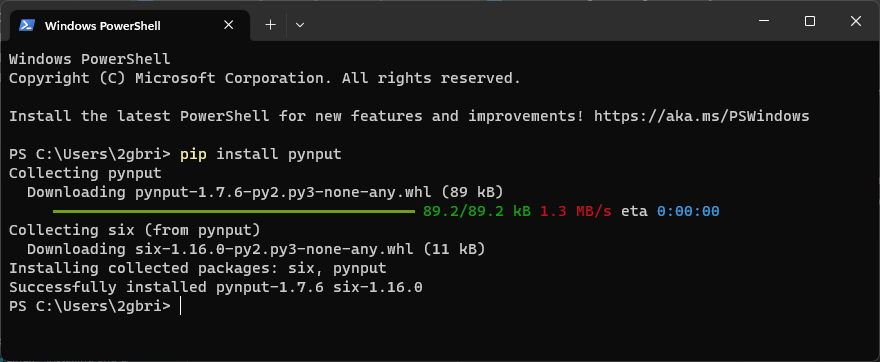 Windows PowerShell
Windows PowerShell
Copyright (C) Microsoft Corporation. All rights reserved.
Install the latest PowerShell for new features and improvements! https://aka.ms/PSWindows
PS C:\Users\2gbri> pip install pynput
Collecting pynput
  Downloading pynput-1.7.6-py2.py3-none-any.whl (89 kB)
89.2/89.2 kB 1.3 MB/s eta 0:00:00
Collecting six (from pynput)
  Downloading six-1.16.0-py2.py3-none-any.whl (11 kB)
Installing collected packages: six, pynput
Successfully installed pynput-1.7.6 six-1.16.0
PS C:\Users\2gbri>